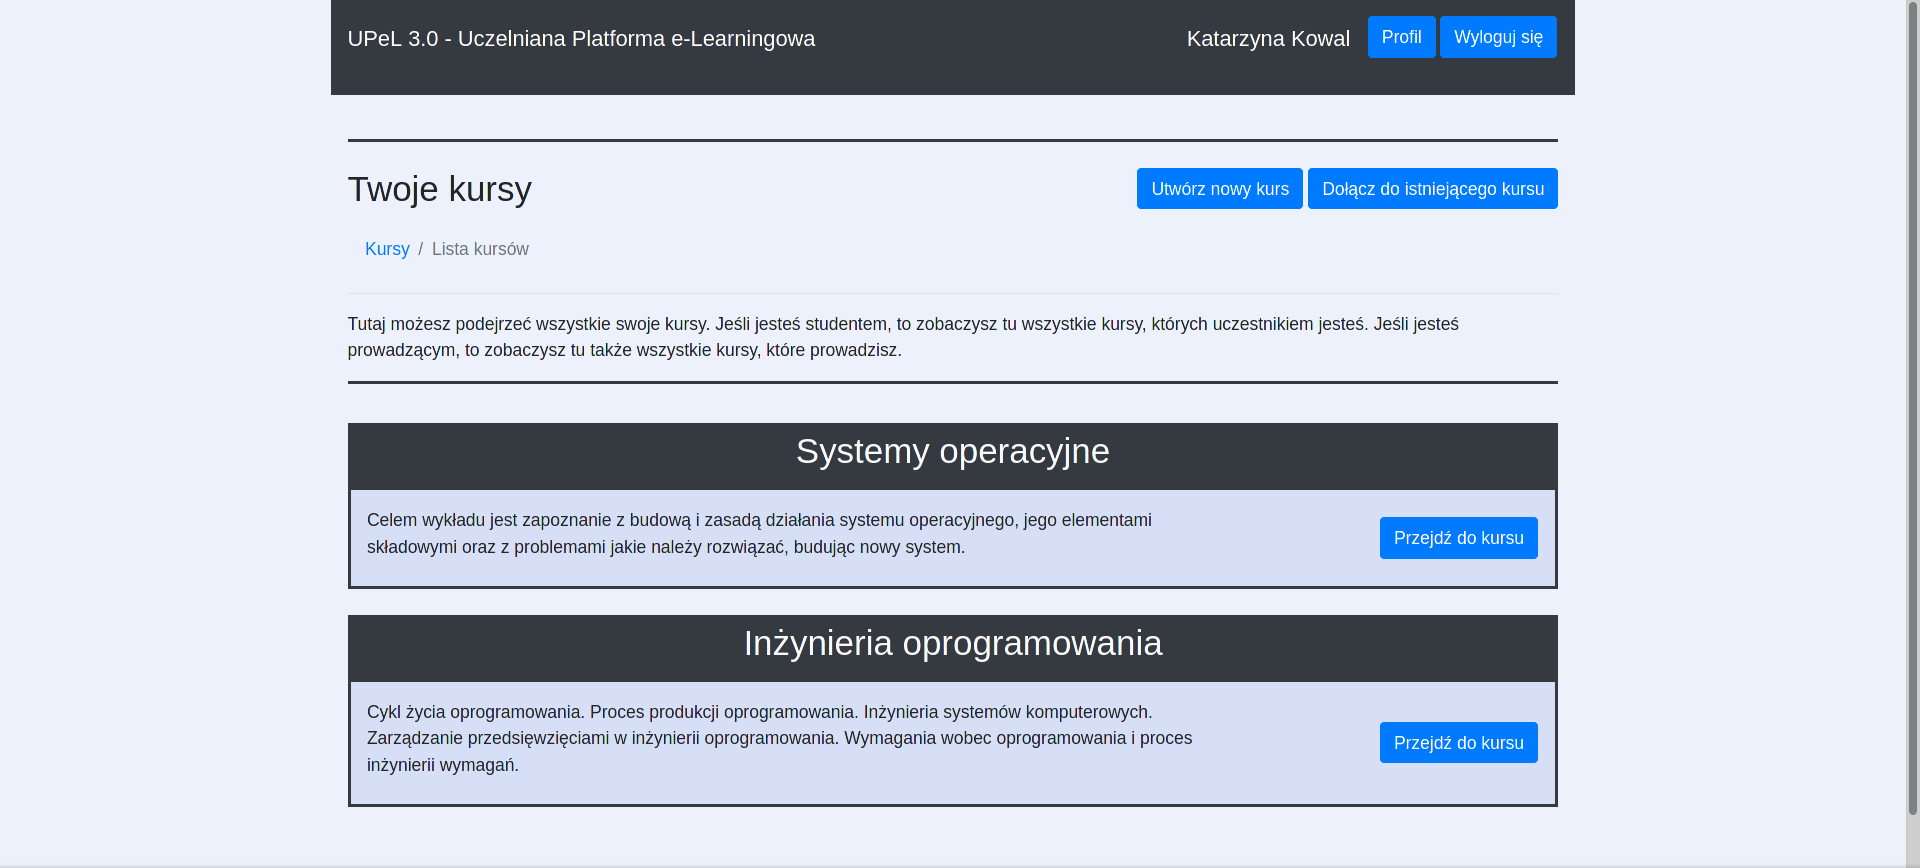 UPeL 3.0 - Uczelniana Platforma e-Learningowa
Katarzyna Kowal
Profil
Wyloguj się
Twoje kursy
Utwórz nowy kurs
Dołącz do istniejącego kursu
Kursy / Lista kursów
Tutaj możesz podejrzeć wszystkie swoje kursy. Jeśli jesteś studentem, to zobaczysz tu wszystkie kursy, których uczestnikiem jesteś. Jeśli jesteś
prowadzącym, to zobaczysz tu także wszystkie kursy, które prowadzisz.
Systemy operacyjne
Celem wykładu jest zapoznanie z budową i zasadą działania systemu operacyjnego, jego elementami
składowymi oraz z problemami jakie należy rozwiązać, budując nowy system.
Przejdź do kursu
Inżynieria oprogramowania
Cykl życia oprogramowania. Proces produkcji oprogramowania. Inżynieria systemów komputerowych.
Zarządzanie przedsięwzięciami w inżynierii oprogramowania. Wymagania wobec oprogramowania i proces
inżynierii wymagań.
Przejdź do kursu